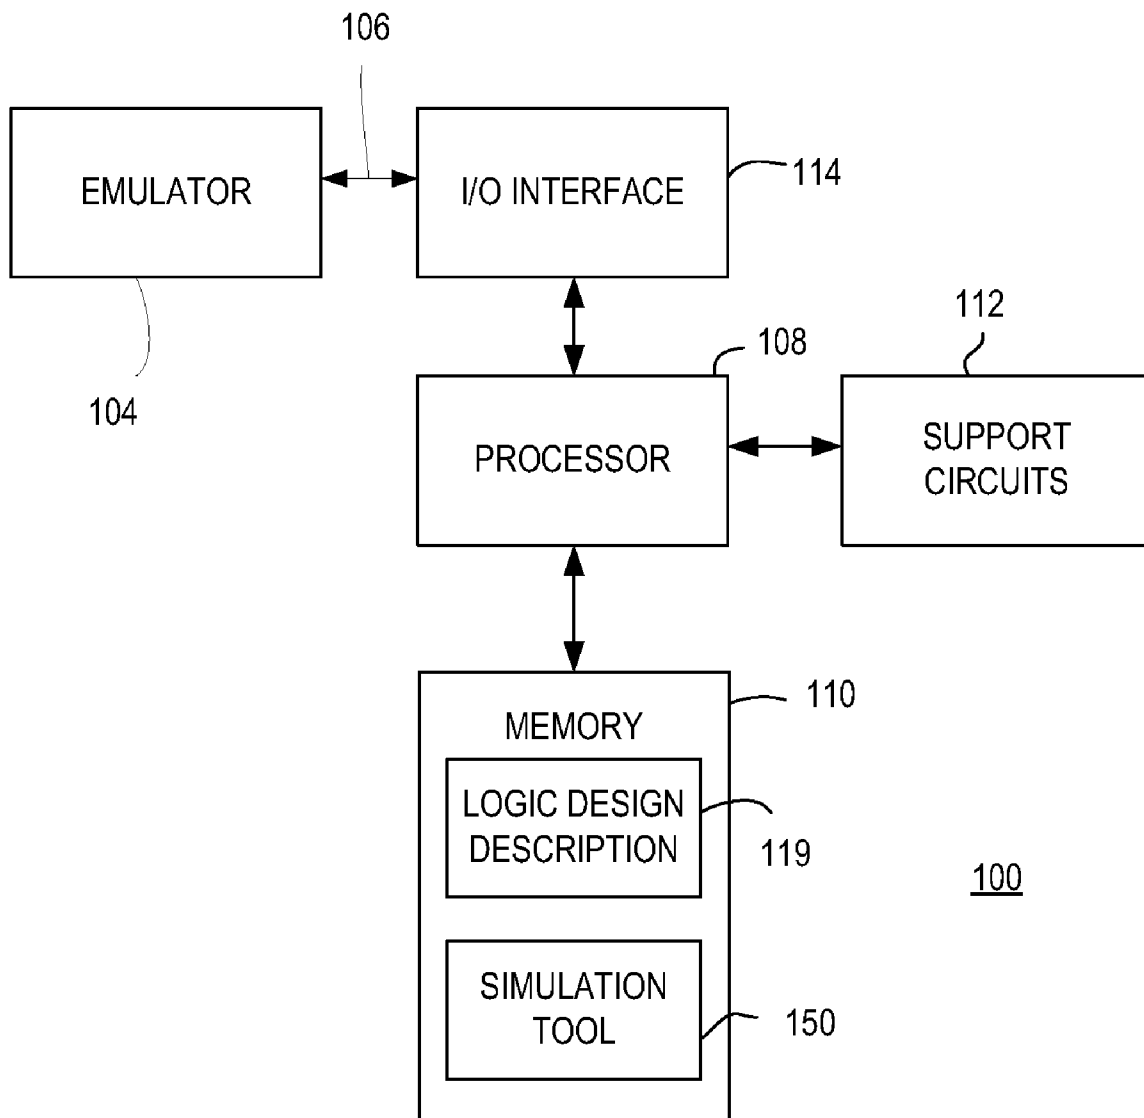 106
EMULATOR
I/O INTERFACE
114
104
108
112
PROCESSOR
SUPPORT
CIRCUITS
110
MEMORY
LOGIC DESIGN
DESCRIPTION
119
100
SIMULATION
TOOL
150